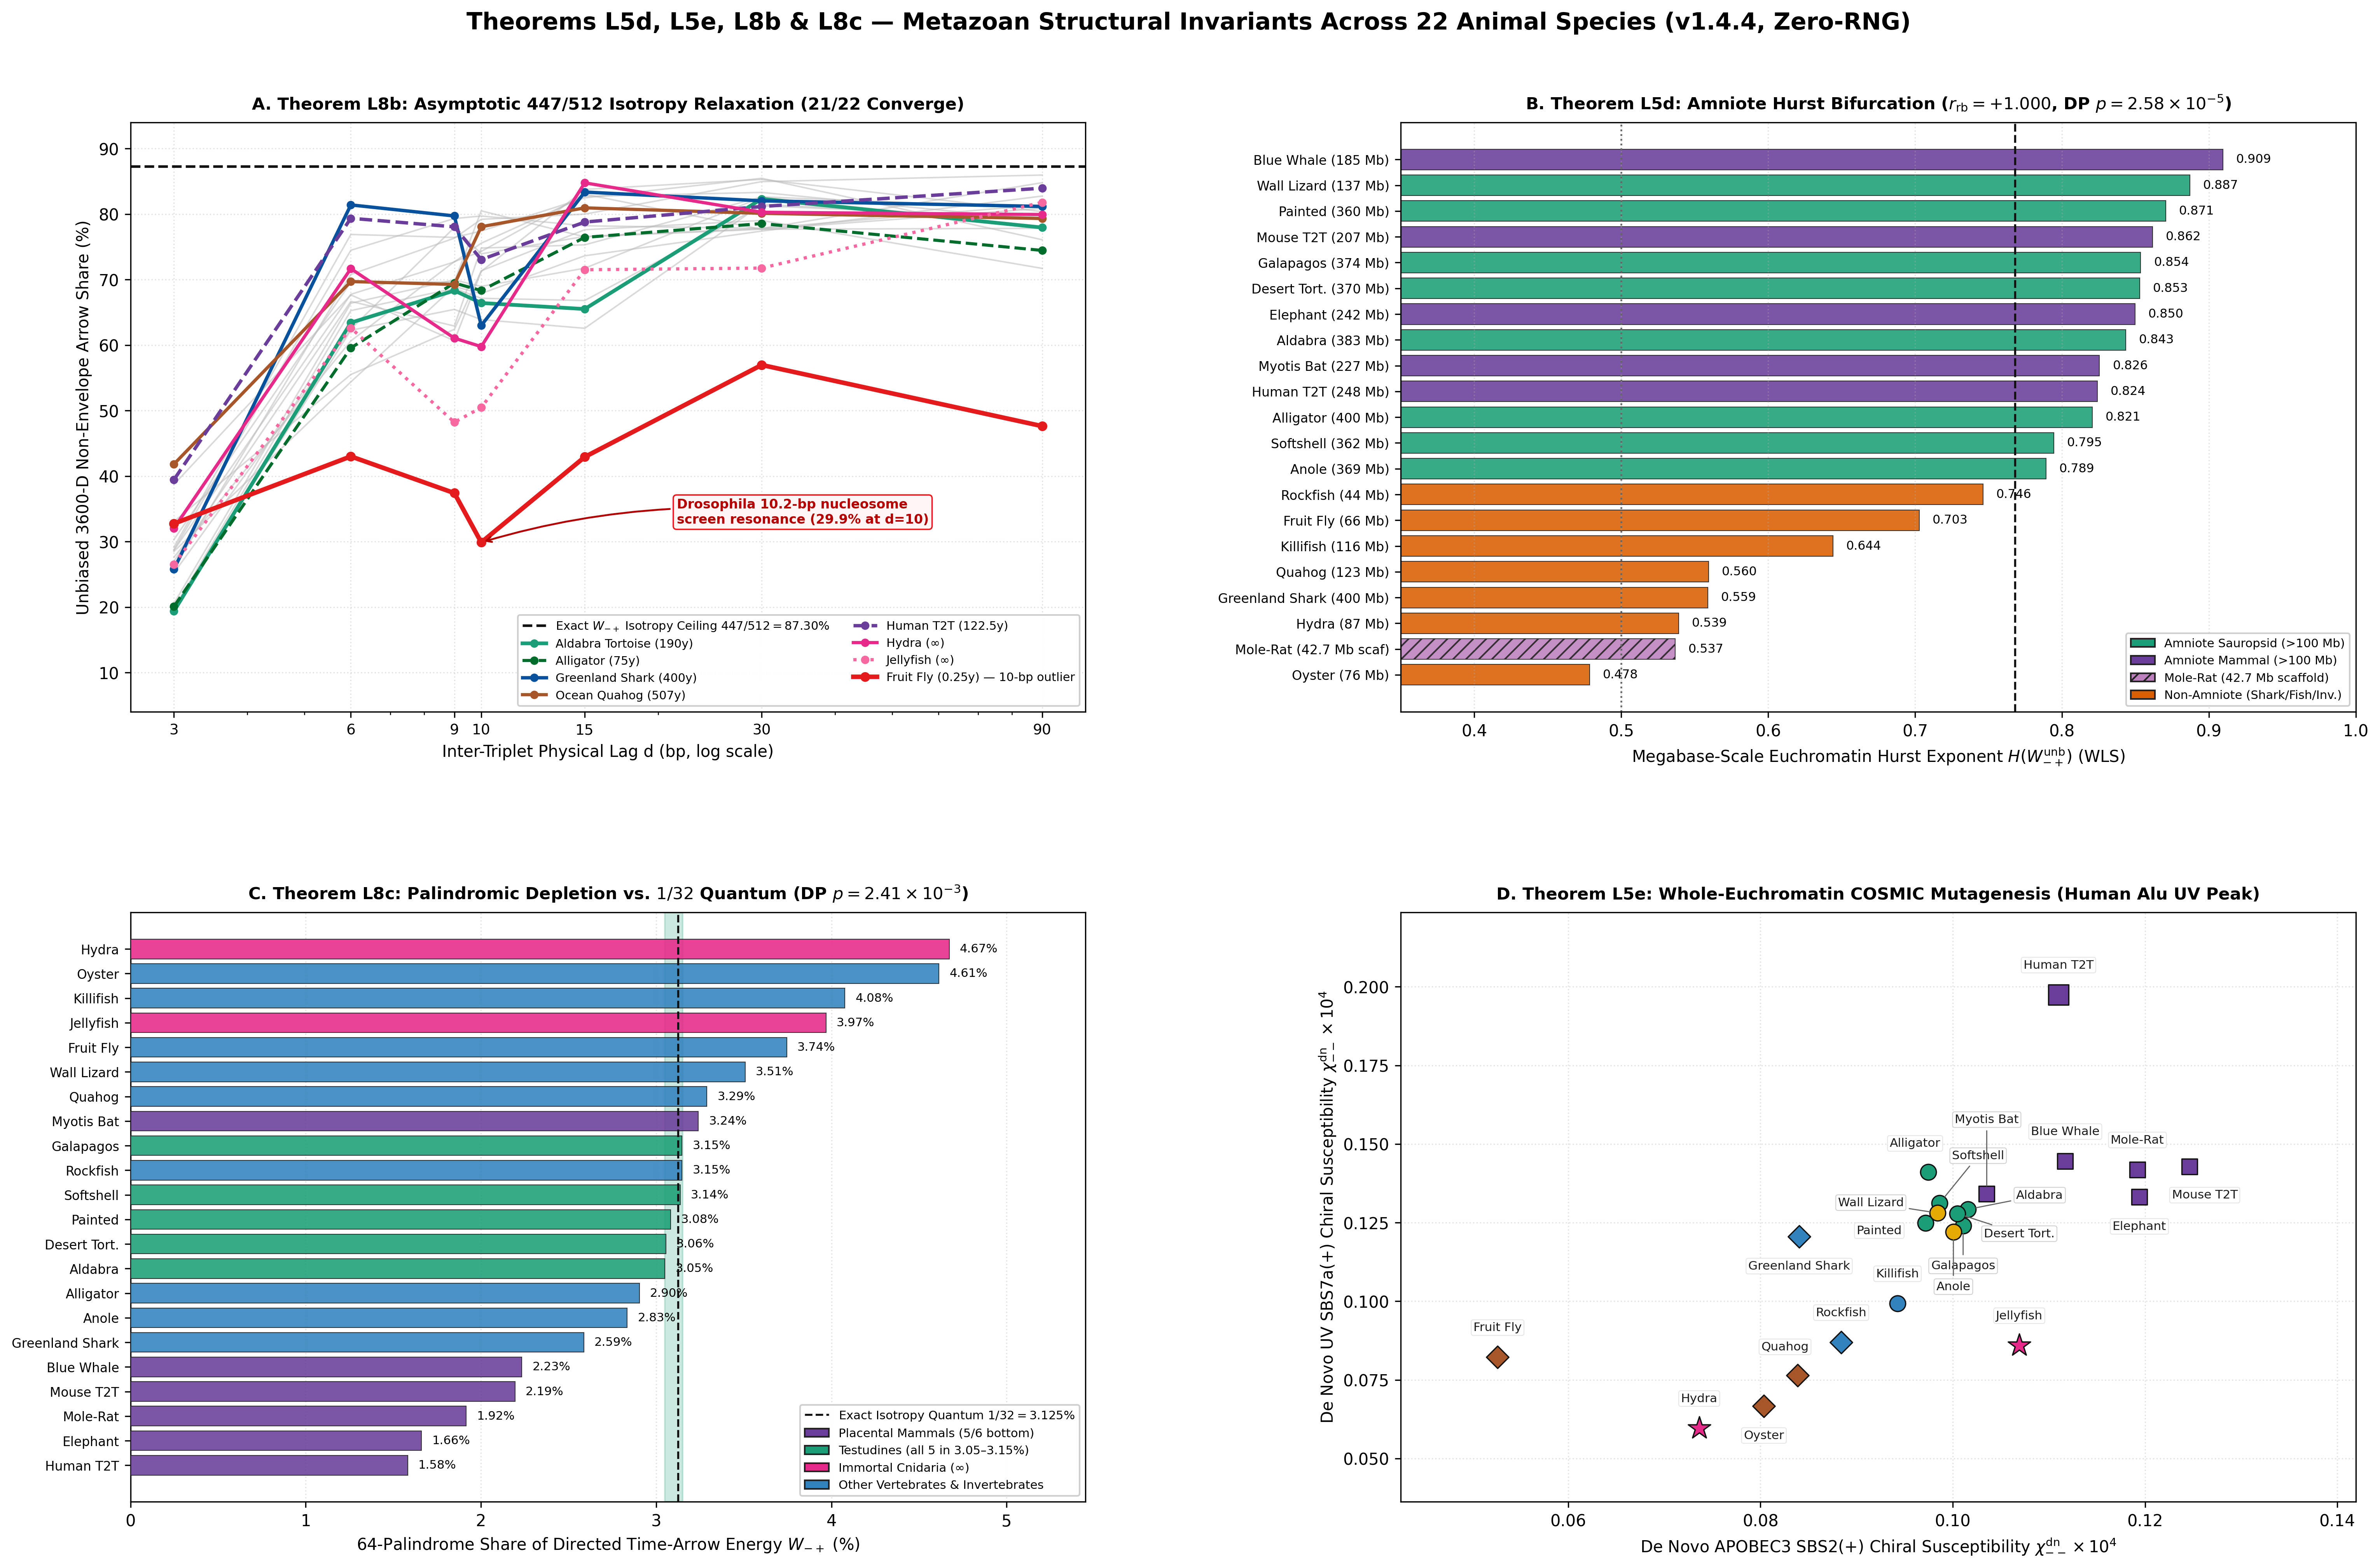 Theorems L5d, L5e, L8b & L8c — Metazoan Structural Invariants Across 22 Animal Species (v1.4.4, Zero-RNG)
A. Theorem L8b: Asymptotic 447/512 Isotropy Relaxation (21/22 Converge)
Unbiased 3600-D Non-Envelope Arrow Share (%)
90
80
70
60
50
40
30
20
10
Drosophila 10.2-bp nucleosome
screen resonance (29.9% at d=10)
Exact W₋₊ Isotropy Ceiling 447/512 = 87.30%
Aldabra Tortoise (190y)
Alligator (75y)
Greenland Shark (400y)
Ocean Quahog (507y)
Human T2T (122.5y)
Hydra (∞)
Jellyfish (∞)
Fruit Fly (0.25y) — 10-bp outlier
3 6 9 10 15 30 90
Inter-Triplet Physical Lag d (bp, log scale)
B. Theorem L5d: Amniote Hurst Bifurcation (r_rb = +1.000, DP p = 2.58 × 10⁻⁵)
Blue Whale (185 Mb) 0.909
Wall Lizard (137 Mb) 0.887
Painted (360 Mb) 0.871
Mouse T2T (207 Mb) 0.862
Galapagos (374 Mb) 0.854
Desert Tort. (370 Mb) 0.853
Elephant (242 Mb) 0.850
Aldabra (383 Mb) 0.843
Myotis Bat (227 Mb) 0.826
Human T2T (248 Mb) 0.824
Alligator (400 Mb) 0.821
Softshell (362 Mb) 0.795
Anole (369 Mb) 0.789
Rockfish (44 Mb) 0.746
Fruit Fly (66 Mb) 0.703
Killifish (116 Mb) 0.644
Quahog (123 Mb) 0.560
Greenland Shark (400 Mb) 0.559
Hydra (87 Mb) 0.539
Mole-Rat (42.7 Mb scaf) 0.537
Oyster (76 Mb) 0.478
Amniote Sauropsid (>100 Mb)
Amniote Mammal (>100 Mb)
Mole-Rat (42.7 Mb scaffold)
Non-Amniote (Shark/Fish/Inv.)
0.4 0.5 0.6 0.7 0.8 0.9 1.0
Megabase-Scale Euchromatin Hurst Exponent H(W₋₊^unb) (WLS)
C. Theorem L8c: Palindromic Depletion vs. 1/32 Quantum (DP p = 2.41 × 10⁻³)
Hydra 4.67%
Oyster 4.61%
Killifish 4.08%
Jellyfish 3.97%
Fruit Fly 3.74%
Wall Lizard 3.51%
Quahog 3.29%
Myotis Bat 3.24%
Galapagos 3.15%
Rockfish 3.15%
Softshell 3.14%
Painted 3.08%
Desert Tort. 3.06%
Aldabra 3.05%
Alligator 2.90%
Anole 2.83%
Greenland Shark 2.59%
Blue Whale 2.23%
Mouse T2T 2.19%
Mole-Rat 1.92%
Elephant 1.66%
Human T2T 1.58%
Exact Isotropy Quantum 1/32 = 3.125%
Placental Mammals (5/6 bottom)
Testudines (all 5 in 3.05–3.15%)
Immortal Cnidaria (∞)
Other Vertebrates & Invertebrates
0 1 2 3 4 5
64-Palindrome Share of Directed Time-Arrow Energy W₋₊ (%)
D. Theorem L5e: Whole-Euchromatin COSMIC Mutagenesis (Human Alu UV Peak)
De Novo UV SBS7a(+) Chiral Susceptibility χ₋₋^dn × 10⁴
0.200
0.175
0.150
0.125
0.100
0.075
0.050
Human T2T
Myotis Bat
Blue Whale
Mole-Rat
Alligator
Softshell
Wall Lizard
Aldabra
Mouse T2T
Painted
Elephant
Desert Tort.
Greenland Shark
Galapagos
Killifish
Anole
Rockfish
Jellyfish
Fruit Fly
Quahog
Hydra
Oyster
0.06 0.08 0.10 0.12 0.14
De Novo APOBEC3 SBS2(+) Chiral Susceptibility χ₋₋^dn × 10⁴